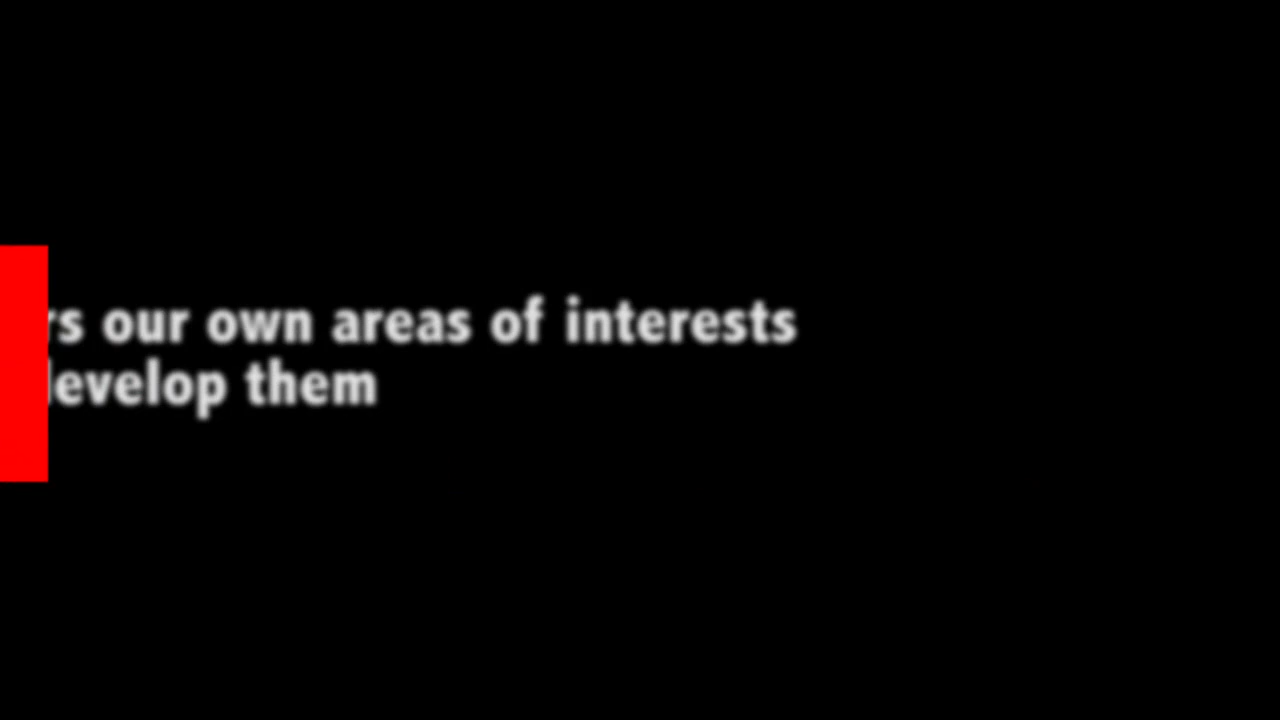 our own areas of interests
them